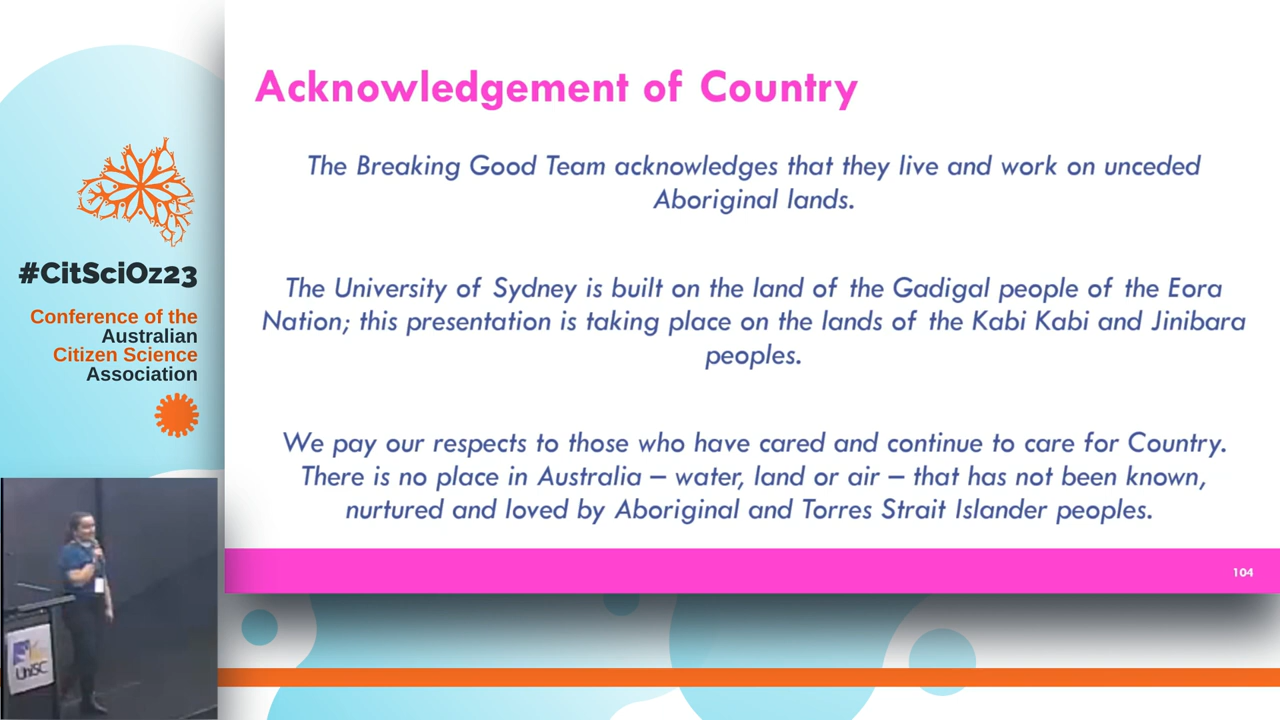 Acknowledgement of Country
The Breaking Good Team acknowledges that they live and work on unceded
Aboriginal lands.
The University of Sydney is built on the land of the Gadigal people of the Eora
Nation; this presentation is taking place on the lands of the Kabi Kabi and Jinibara
peoples.
We pay our respects to those who have cared and continue to care for Country.
There is no place in Australia – water, land or air – that has not been known,
nurtured and loved by Aboriginal and Torres Strait Islander peoples.
104
#CitSciOz23
Conference of the
Australian
Citizen Science
Association
UniSC